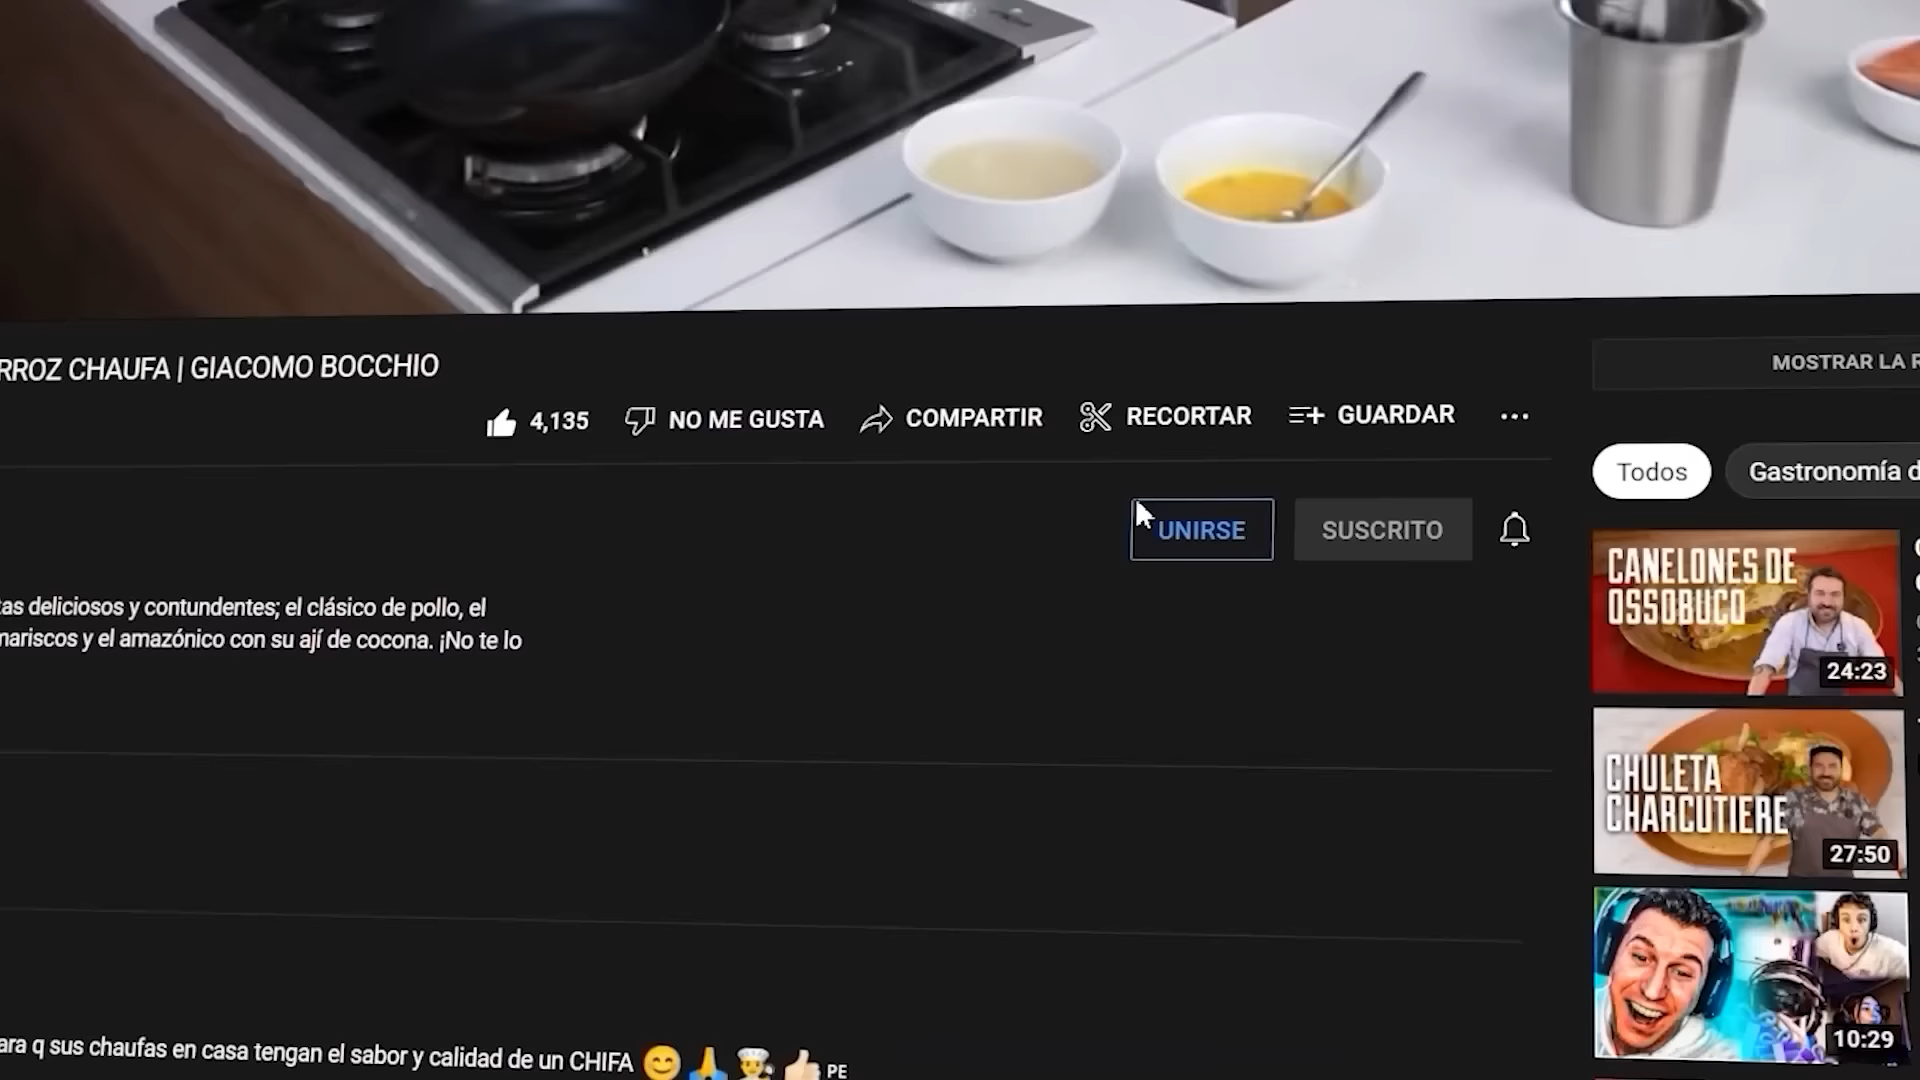 RROZ CHAUFA | GIACOMO BOCCHIO
4,135
NO ME GUSTA
COMPARTIR
RECORTAR
GUARDAR
UNIRSE
SUSCRITO
tas deliciosos y contundentes; el clásico de pollo, el
mariscos y el amazónico con su ají de cocona. ¡No te lo
ara q sus chaufas en casa tengan el sabor y calidad de un CHIFA 😊🙏👨‍🍳👍🏻 PE
MOSTRAR LA R
Todos
Gastronomía d
CANELONES DE
OSSOBUCO
24:23
CHULETA
CHARCUTIERE
27:50
10:29